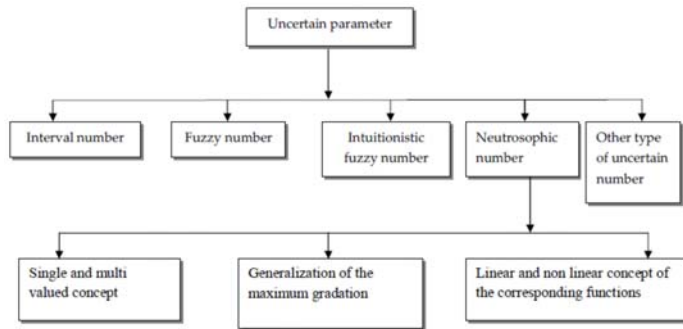 Uncertain parameter
Interval number
Fuzzy number
Intuitionistic
fuzzy number
Neutrosophic
number
Other type
of uncertain
number
Single and multi
valued concept
Generalization of the
maximum gradation
Linear and non linear concept of
the corresponding functions